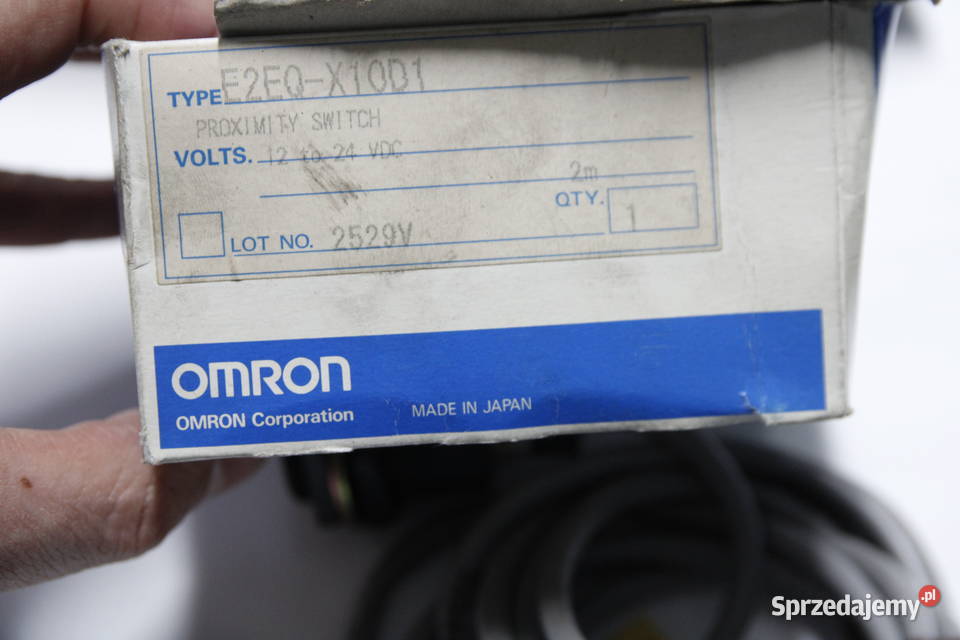 TYPE E2EQ-X10D1
PROXIMITY SWITCH
VOLTS. 12 to 24 VDC
2m
QTY. 1
LOT NO. 2529V
OMRON
OMRON Corporation
MADE IN JAPAN
Sprzedajemy.pl